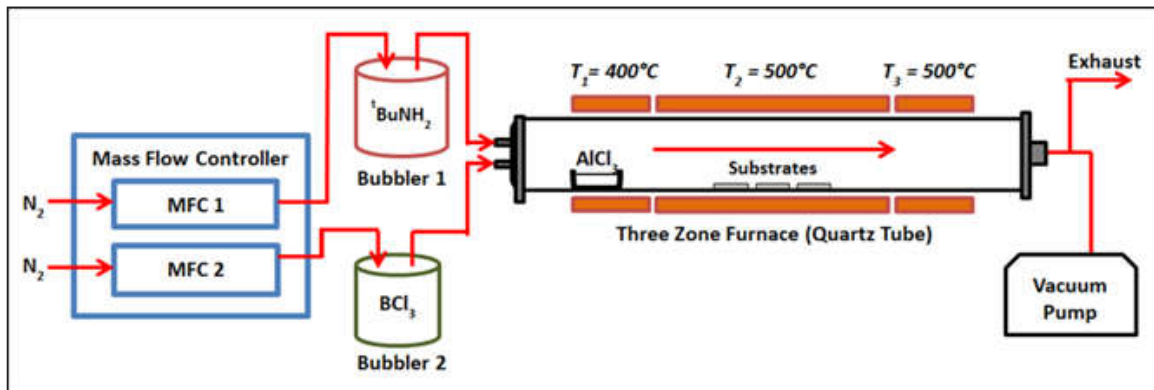 T₁= 400°C
T₂ = 500°C
T₃ = 500°C
Exhaust
ᵗBuNH₂
Mass Flow Controller
Bubbler 1
AlCl₃
Substrates
N₂
MFC 1
Three Zone Furnace (Quartz Tube)
N₂
MFC 2
BCl₃
Vacuum
Pump
Bubbler 2